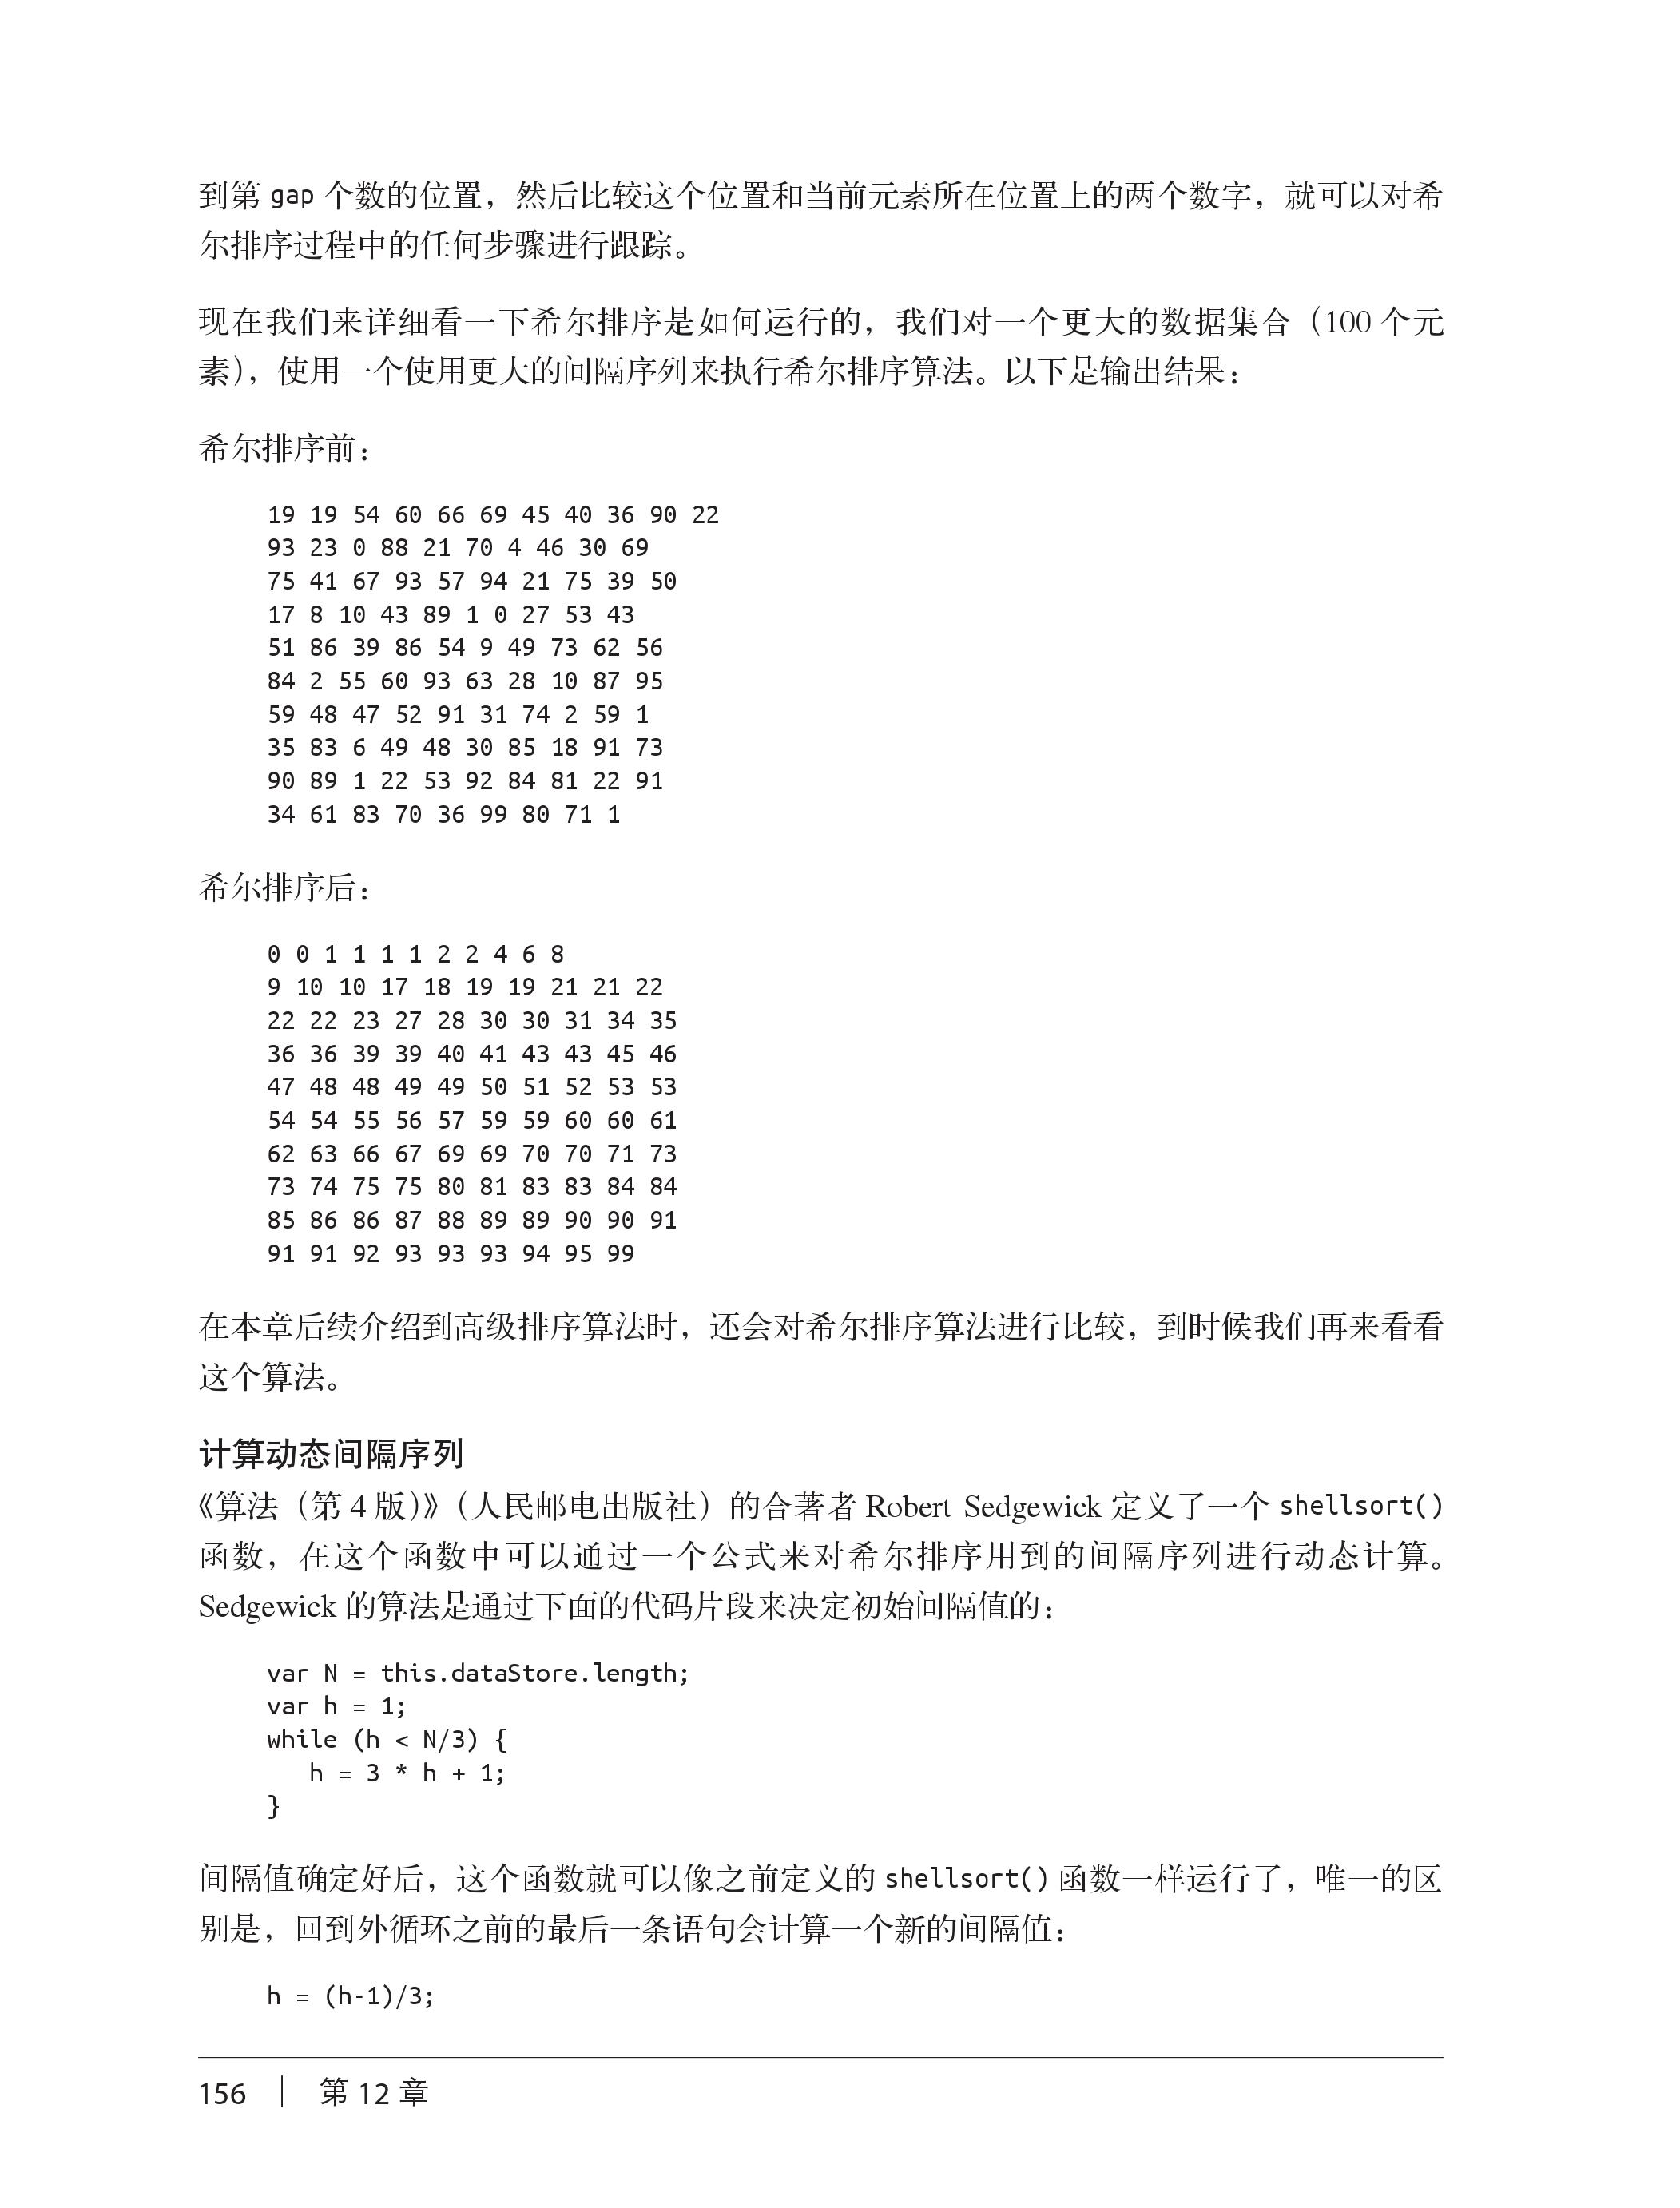 到第 gap 个数的位置，然后比较这个位置和当前元素所在位置上的两个数字，就可以对希
尔排序过程中的任何步骤进行跟踪。
现在我们来详细看一下希尔排序是如何运行的，我们对一个更大的数据集合（100 个元
素），使用一个使用更大的间隔序列来执行希尔排序算法。以下是输出结果：
希尔排序前：
19 19 54 60 66 69 45 40 36 90 22
93 23 0 88 21 70 4 46 30 69
75 41 67 93 57 94 21 75 39 50
17 8 10 43 89 1 0 27 53 43
51 86 39 86 54 9 49 73 62 56
84 2 55 60 93 63 28 10 87 95
59 48 47 52 91 31 74 2 59 1
35 83 6 49 48 30 85 18 91 73
90 89 1 22 53 92 84 81 22 91
34 61 83 70 36 99 80 71 1
希尔排序后：
0 0 1 1 1 1 2 2 4 6 8
9 10 10 17 18 19 19 21 21 22
22 22 23 27 28 30 30 31 34 35
36 36 39 39 40 41 43 43 45 46
47 48 48 49 49 50 51 52 53 53
54 54 55 56 57 59 59 60 60 61
62 63 66 67 69 69 70 70 71 73
73 74 75 75 80 81 83 83 84 84
85 86 86 87 88 89 89 90 90 91
91 91 92 93 93 93 94 95 99
在本章后续介绍到高级排序算法时，还会对希尔排序算法进行比较，到时候我们再来看看
这个算法。
计算动态间隔序列
《算法（第 4 版）》（人民邮电出版社）的合著者 Robert Sedgewick 定义了一个 shellsort()
函数，在这个函数中可以通过一个公式来对希尔排序用到的间隔序列进行动态计算。
Sedgewick 的算法是通过下面的代码片段来决定初始间隔值的：
var N = this.dataStore.length;
var h = 1;
while (h < N/3) {
   h = 3 * h + 1;
}
间隔值确定好后，这个函数就可以像之前定义的 shellsort() 函数一样运行了，唯一的区
别是，回到外循环之前的最后一条语句会计算一个新的间隔值：
h = (h-1)/3;
156 | 第 12 章